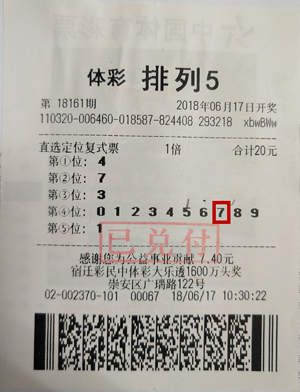 体彩 排列5
第 18161期 2018年06月17日开奖
110320-006460-018587-824408 293218 xbwBWw
直选定位复式票 1倍 合计20元
第①位: 4
第②位: 7
第③位: 3
第④位: 0 1 2 3 4 5 6 7 8 9
第⑤位: 1
已兑付
感谢您为公益事业贡献 7.40元
宿迁彩民中体彩大乐透1600万头奖
崇安区广瑀路122号
02-002370-101 00067 18/06/17 10:30:22